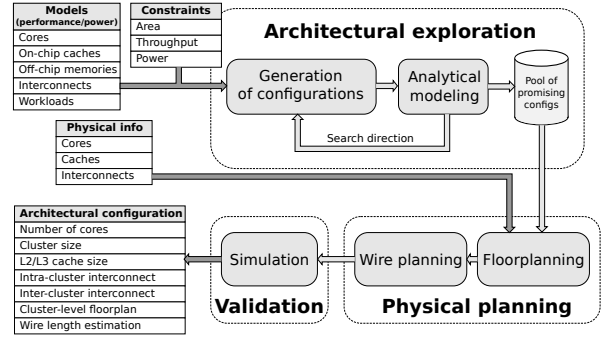 Models
(performance/power)
Cores
On-chip caches
Off-chip memories
Interconnects
Workloads
Constraints
Area
Throughput
Power
Architectural exploration
Generation
of configurations
Analytical
modeling
Pool of
promising
configs
Search direction
Physical info
Cores
Caches
Interconnects
Architectural configuration
Number of cores
Cluster size
L2/L3 cache size
Intra-cluster interconnect
Inter-cluster interconnect
Cluster-level floorplan
Wire length estimation
Simulation
Validation
Wire planning
Floorplanning
Physical planning